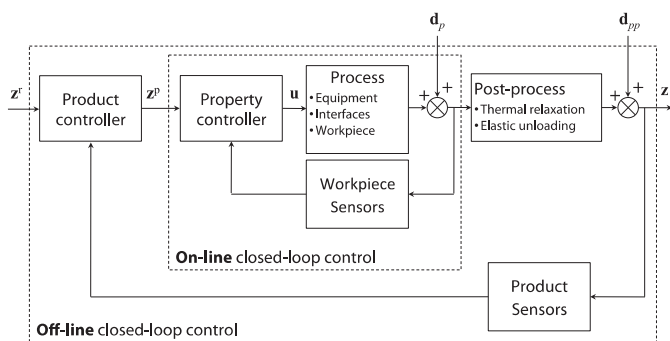 d_p
d_pp
z^r
Product
controller
z^p
Property
controller
u
Process
• Equipment
• Interfaces
• Workpiece
+
+
Post-process
• Thermal relaxation
• Elastic unloading
+
+
z
Workpiece
Sensors
On-line closed-loop control
Product
Sensors
Off-line closed-loop control